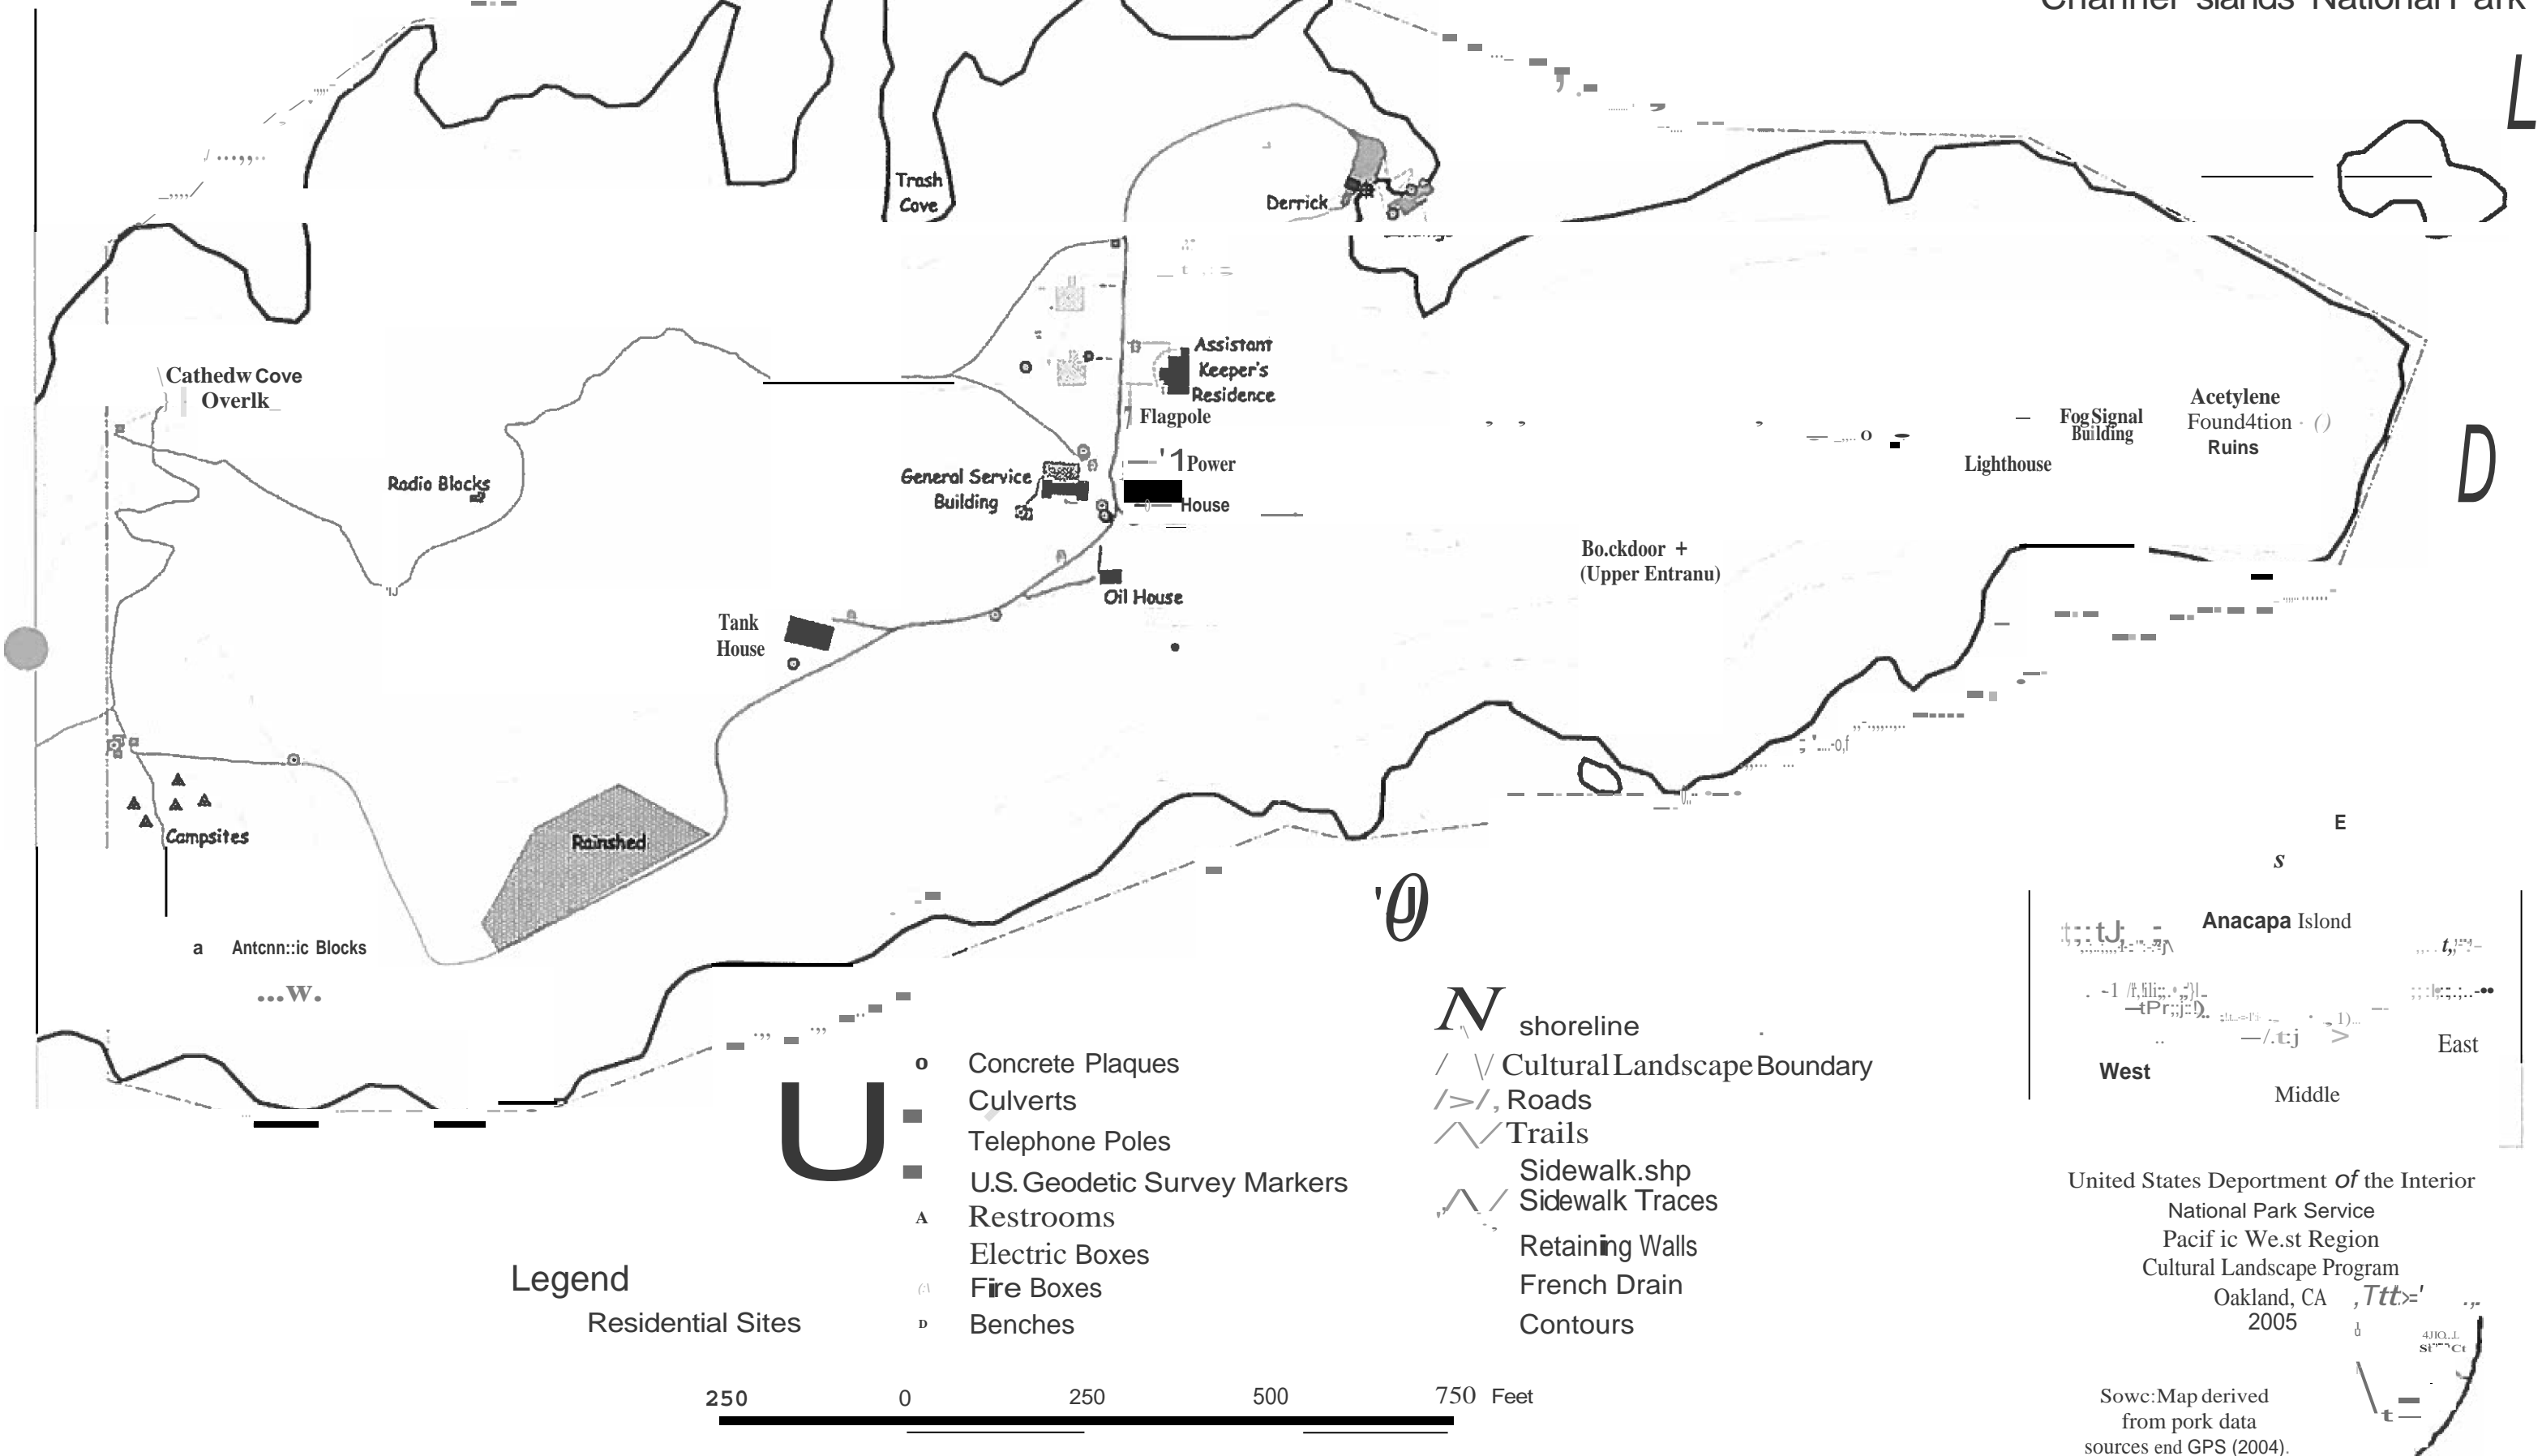 L
Trash
Cove
Derrick
Cathedw Cove
Overlk_
Assistant
Keeper's
Residence
Flagpole
Acetylene
Found4tion
Ruins
Fog Signal
Building
Lighthouse
D
Radio Blocks
General Service
Building
Power
House
Bo.ckdoor +
(Upper Entranu)
Oil House
Tank
House
Campsites
Rainshed
E
s
a Antcnn::ic Blocks
...w.
Anacapa Islond
West
Middle
East
N
U
Legend
Residential Sites
o Concrete Plaques
Culverts
Telephone Poles
U.S. Geodetic Survey Markers
A Restrooms
Electric Boxes
Fire Boxes
D Benches
shoreline
Cultural Landscape Boundary
Roads
Trails
Sidewalk.shp
Sidewalk Traces
Retaining Walls
French Drain
Contours
250 0 250 500 750 Feet
United States Deportment of the Interior
National Park Service
Pacif ic We.st Region
Cultural Landscape Program
Oakland, CA
2005
Sowc:Map derived
from pork data
sources end GPS (2004).